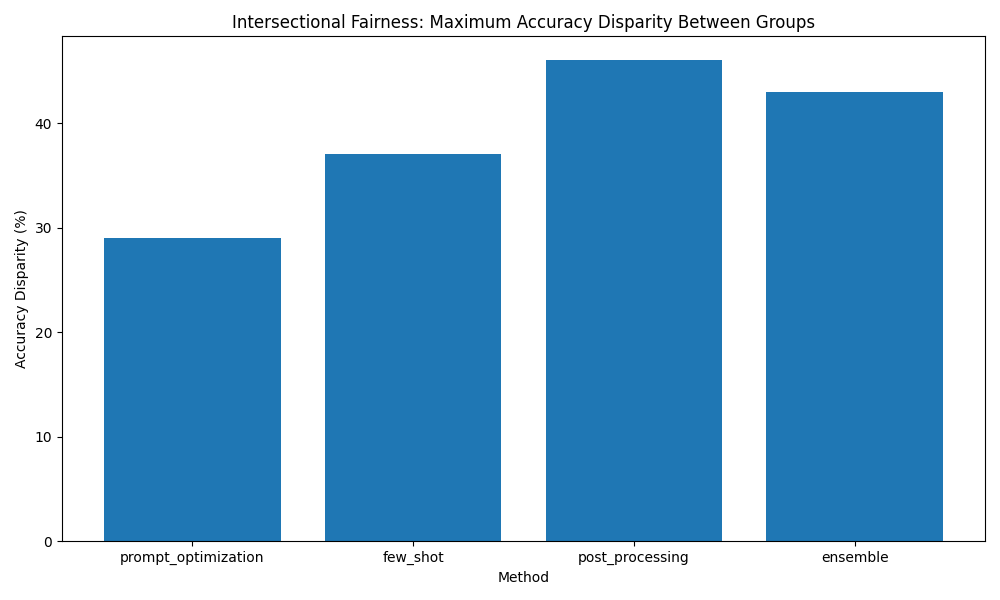 Intersectional Fairness: Maximum Accuracy Disparity Between Groups
Accuracy Disparity (%)
40
30
20
10
0
prompt_optimization
few_shot
post_processing
ensemble
Method